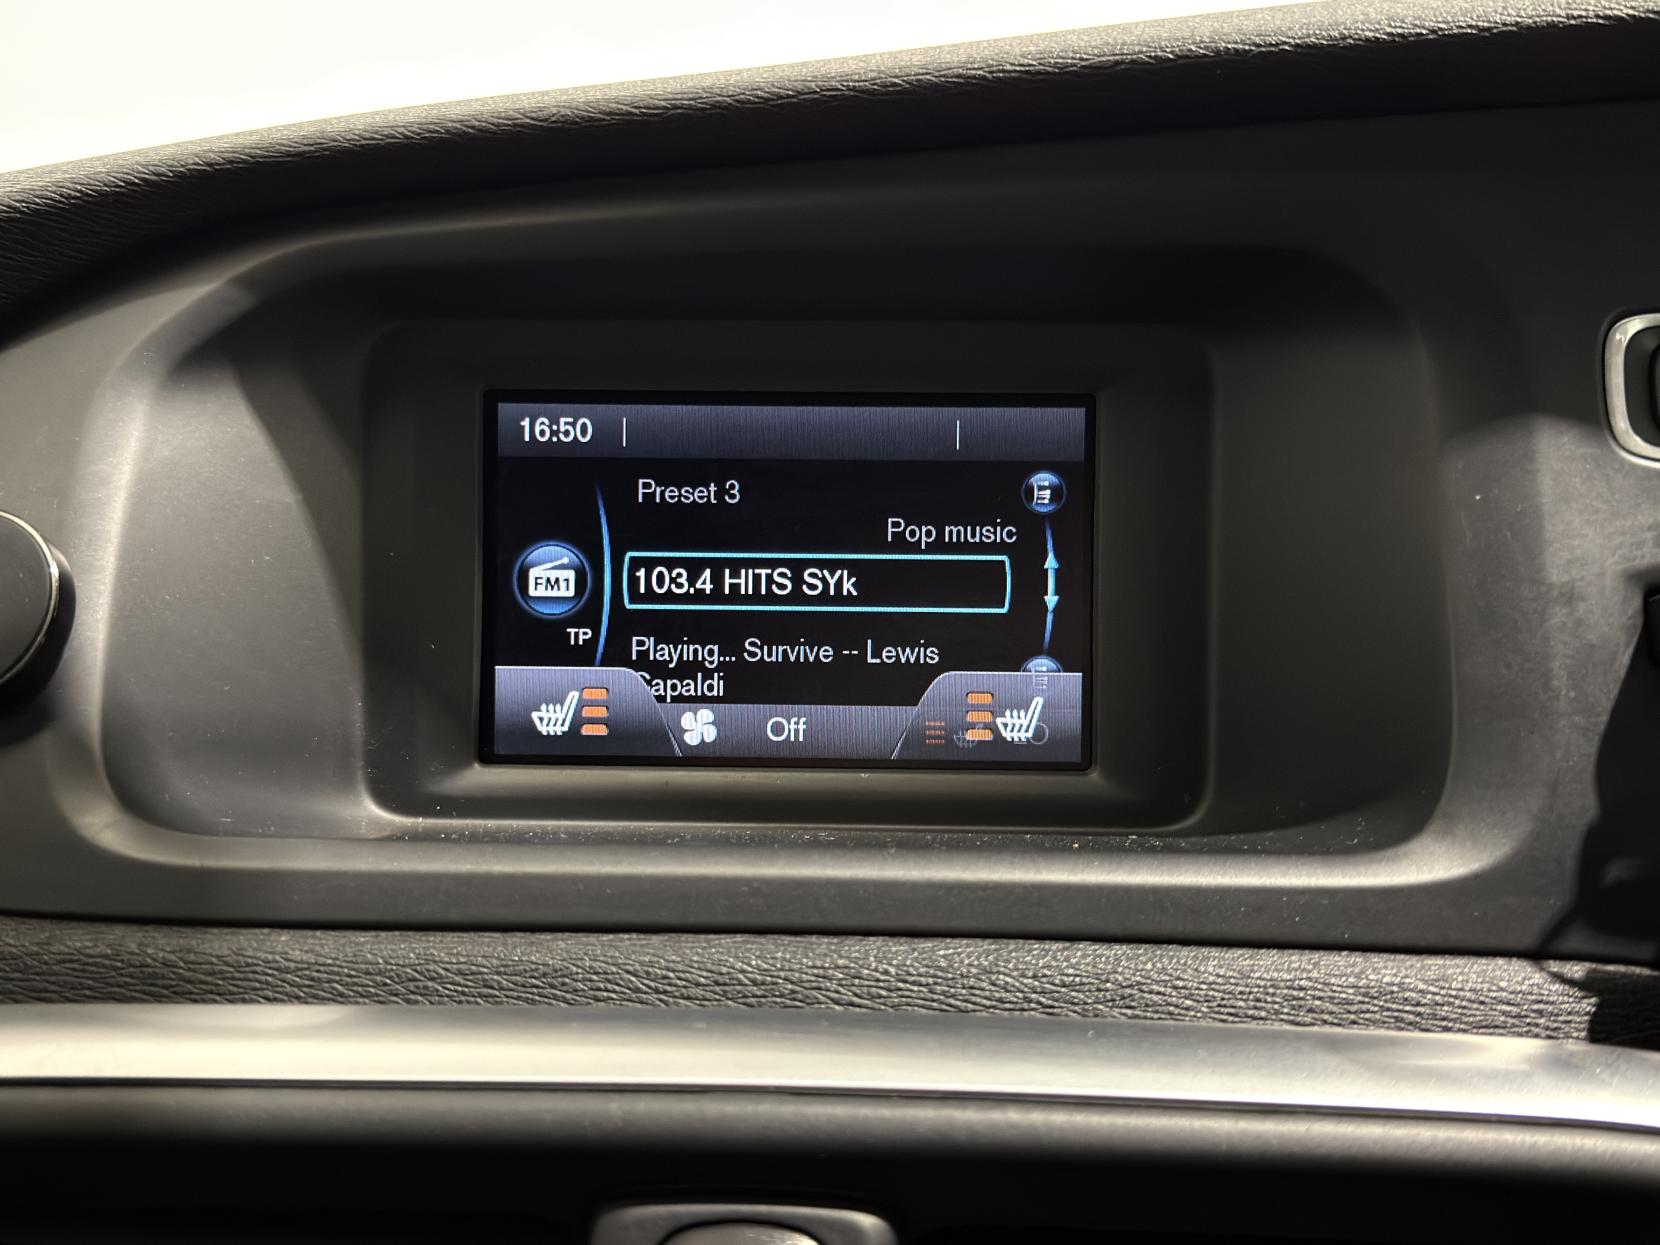 16:50
Preset 3
Pop music
103.4 HITS SYk
FM1
TP
Playing... Survive -- Lewis
Capaldi
Off